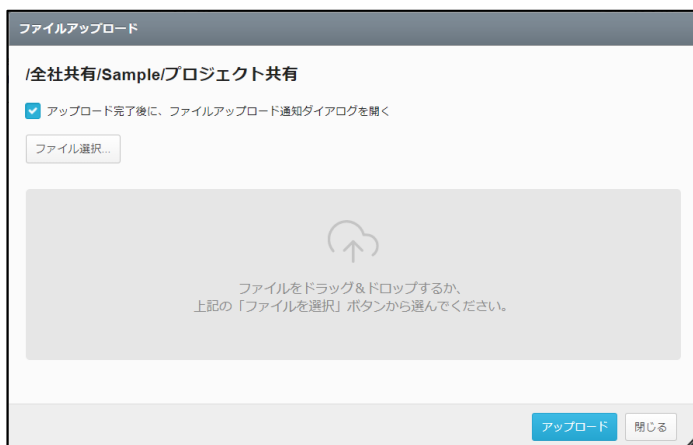 ファイルアップロード
/全社共有/Sample/プロジェクト共有
アップロード完了後に、ファイルアップロード通知ダイアログを開く
ファイル選択...
ファイルをドラッグ＆ドロップするか、
上記の「ファイルを選択」ボタンから選んでください。
アップロード
閉じる